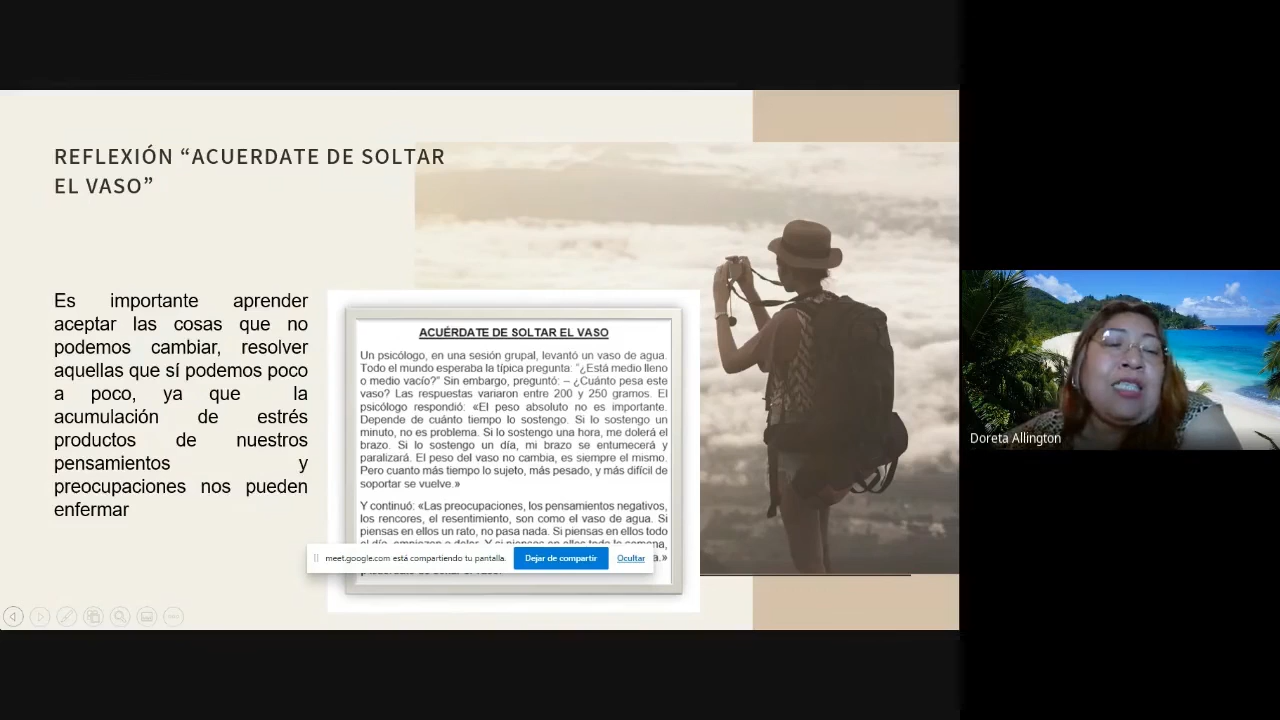 REFLEXIÓN “ACUERDATE DE SOLTAR
EL VASO”
Es importante aprender
aceptar las cosas que no
podemos cambiar, resolver
aquellas que sí podemos poco
a poco, ya que la
acumulación de estrés
productos de nuestros
pensamientos y
preocupaciones nos pueden
enfermar
ACUÉRDATE DE SOLTAR EL VASO
Un psicólogo, en una sesión grupal, levantó un vaso de agua.
Todo el mundo esperaba la típica pregunta: “¿Está medio lleno
o medio vacío?” Sin embargo, preguntó: – ¿Cuánto pesa este
vaso? Las respuestas variaron entre 200 y 250 gramos. El
psicólogo respondió: «El peso absoluto no es importante.
Depende de cuánto tiempo lo sostengo. Si lo sostengo un
minuto, no es problema. Si lo sostengo una hora, me dolerá el
brazo. Si lo sostengo un día, mi brazo se entumecerá y
paralizará. El peso del vaso no cambia, es siempre el mismo.
Pero cuanto más tiempo lo sujeto, más pesado, y más difícil de
soportar se vuelve.»
Y continuó: «Las preocupaciones, los pensamientos negativos,
los rencores, el resentimiento, son como el vaso de agua. Si
piensas en ellos un rato, no pasa nada. Si piensas en ellos todo
meet.google.com está compartiendo tu pantalla.
Dejar de compartir
Ocultar
Doreta Allington